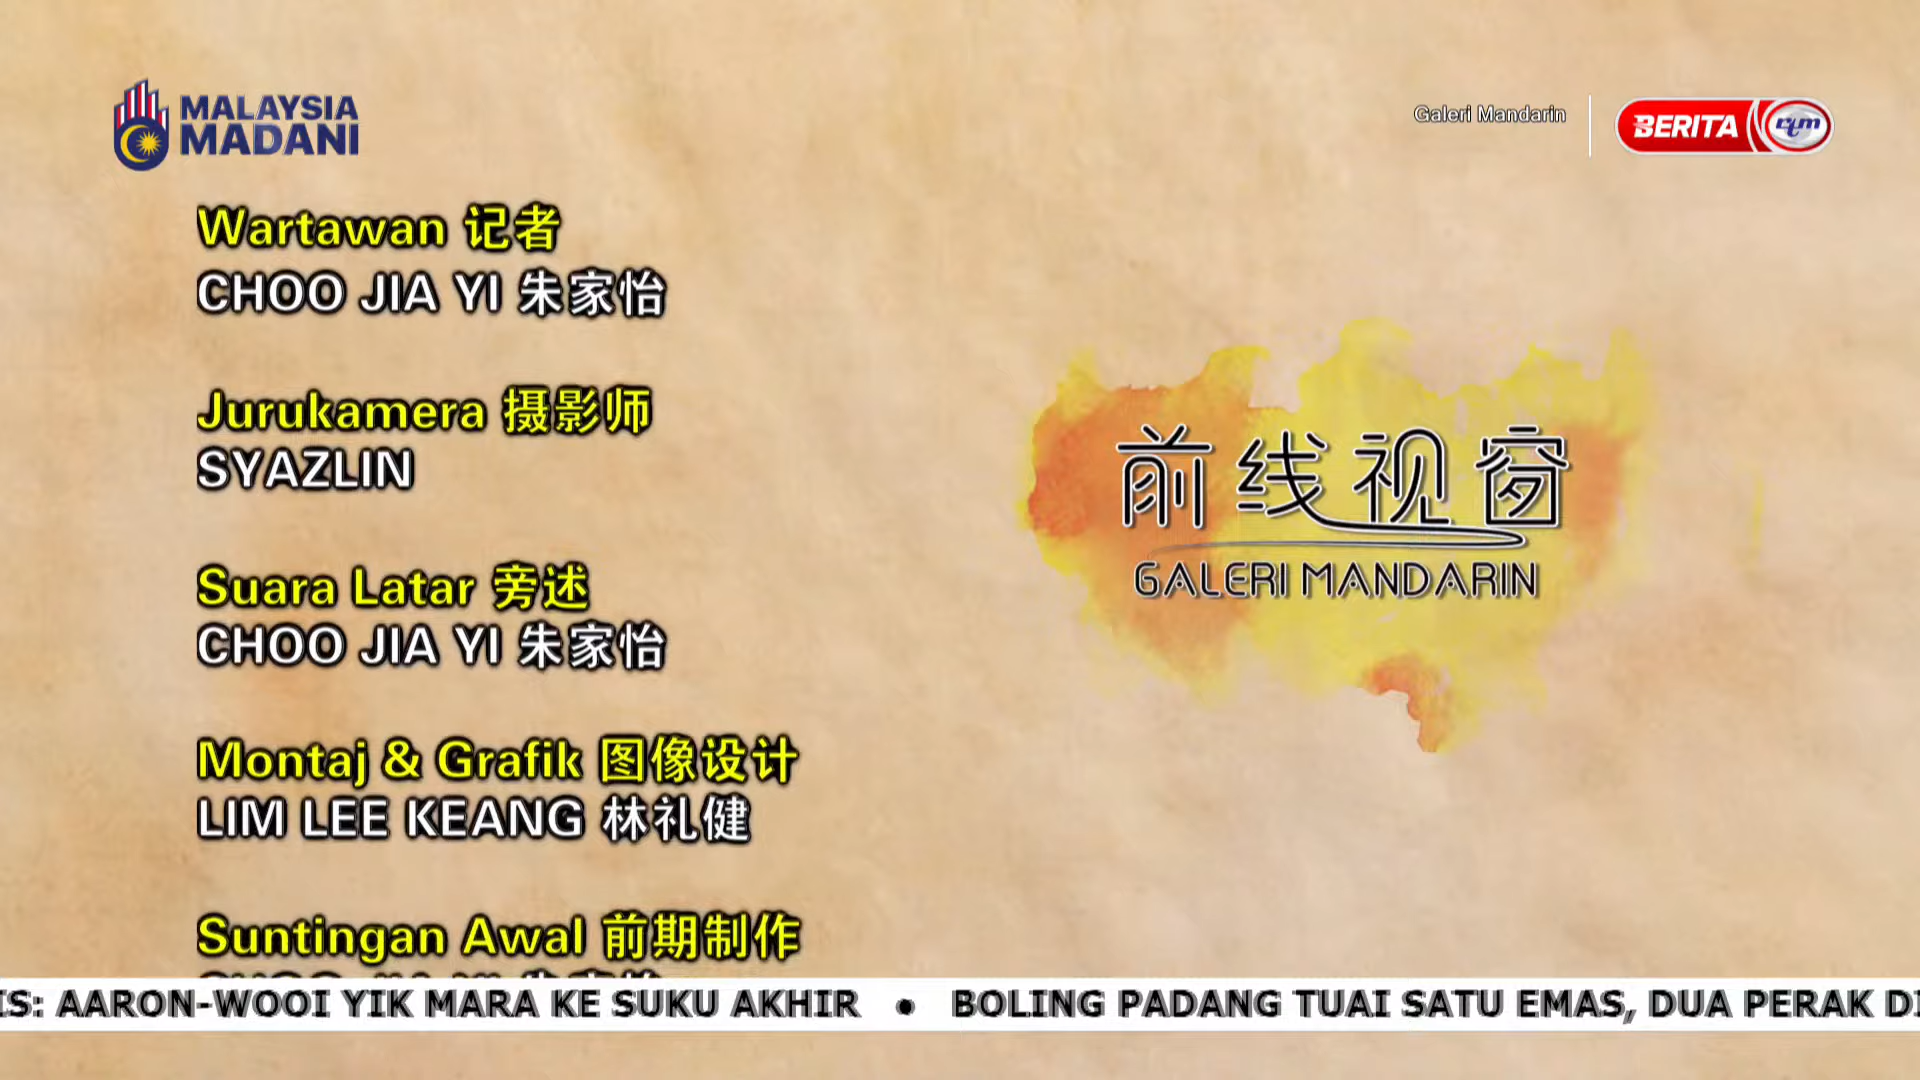 MALAYSIA
MADANI
Galeri Mandarin
BERITA rtm
Wartawan 记者
CHOO JIA YI 朱家怡
Jurukamera 摄影师
SYAZLIN
Suara Latar 旁述
CHOO JIA YI 朱家怡
Montaj & Grafik 图像设计
LIM LEE KEANG 林礼健
Suntingan Awal 前期制作
前线视窗
GALERI MANDARIN
IS: AARON-WOOI YIK MARA KE SUKU AKHIR • BOLING PADANG TUAI SATU EMAS, DUA PERAK DI